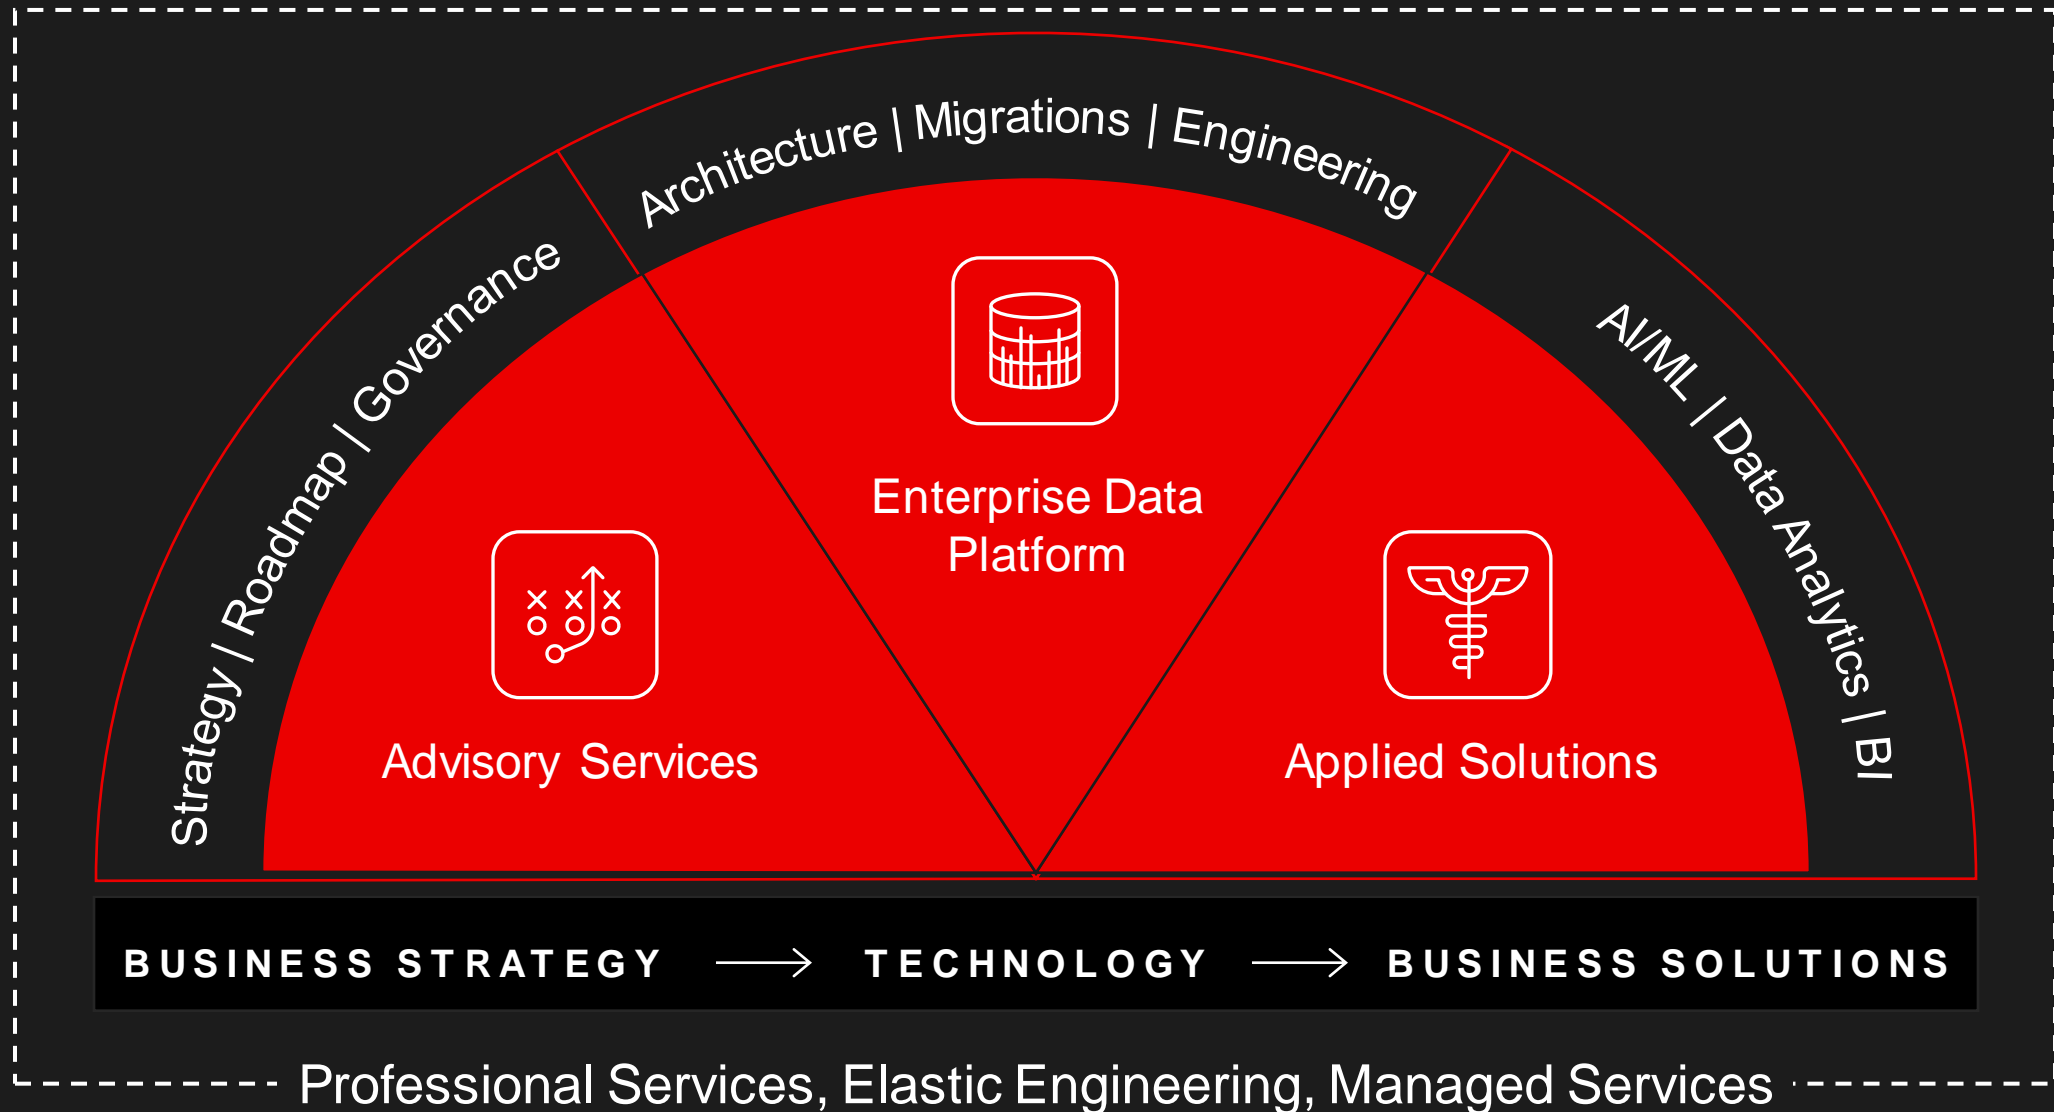 Strategy | Roadmap | Governance
Architecture | Migrations | Engineering
AI/ML | Data Analytics | BI
Enterprise Data
Platform
Advisory Services
Applied Solutions
BUSINESS STRATEGY → TECHNOLOGY → BUSINESS SOLUTIONS
Professional Services, Elastic Engineering, Managed Services